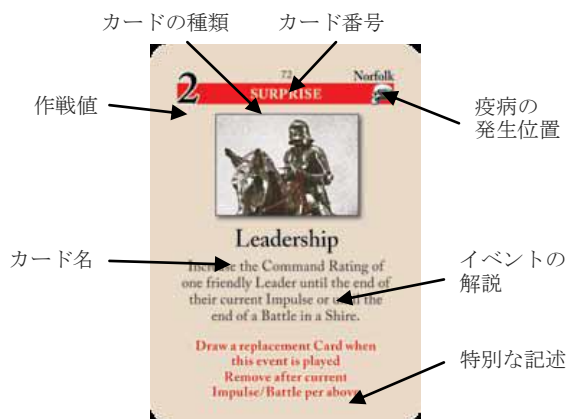 カードの種類 カード番号
72 Norfolk
2 SURPRISE
作戦値
疫病の
発生位置
Leadership
カード名
Increase the Command Rating of
one friendly Leader until the end of
their current Impulse or until the
end of a Battle in a Shire.
イベントの
解説
Draw a replacement Card when
this event is played
Remove after current
Impulse/Battle per above
特別な記述